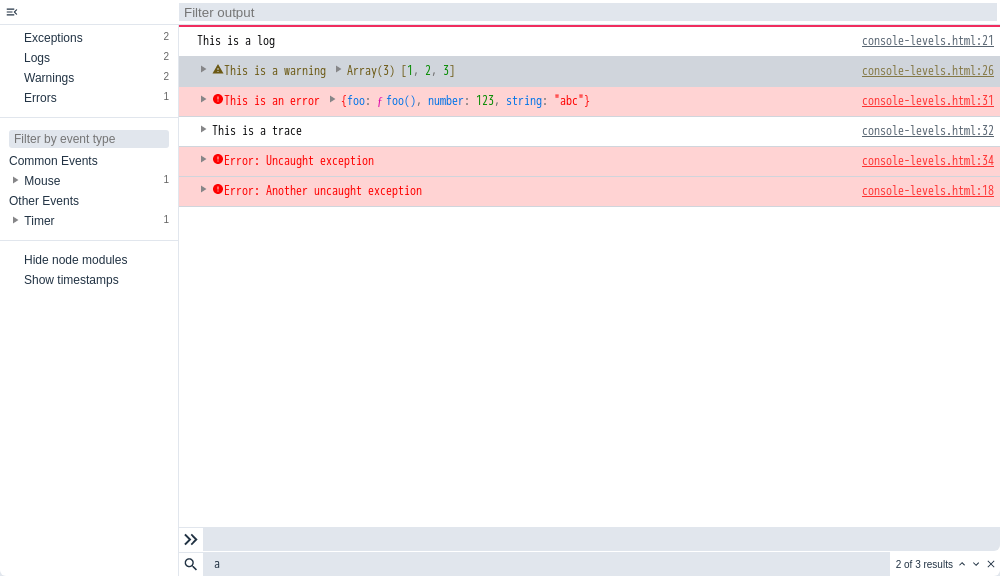 Filter output
Exceptions 2
Logs 2
Warnings 2
Errors 1
Filter by event type
Common Events
Mouse 1
Other Events
Timer 1
Hide node modules
Show timestamps
This is a log console-levels.html:21
This is a warning Array(3) [1, 2, 3] console-levels.html:26
This is an error {foo: ƒ foo(), number: 123, string: "abc"} console-levels.html:31
This is a trace console-levels.html:32
Error: Uncaught exception console-levels.html:34
Error: Another uncaught exception console-levels.html:18
a 2 of 3 results